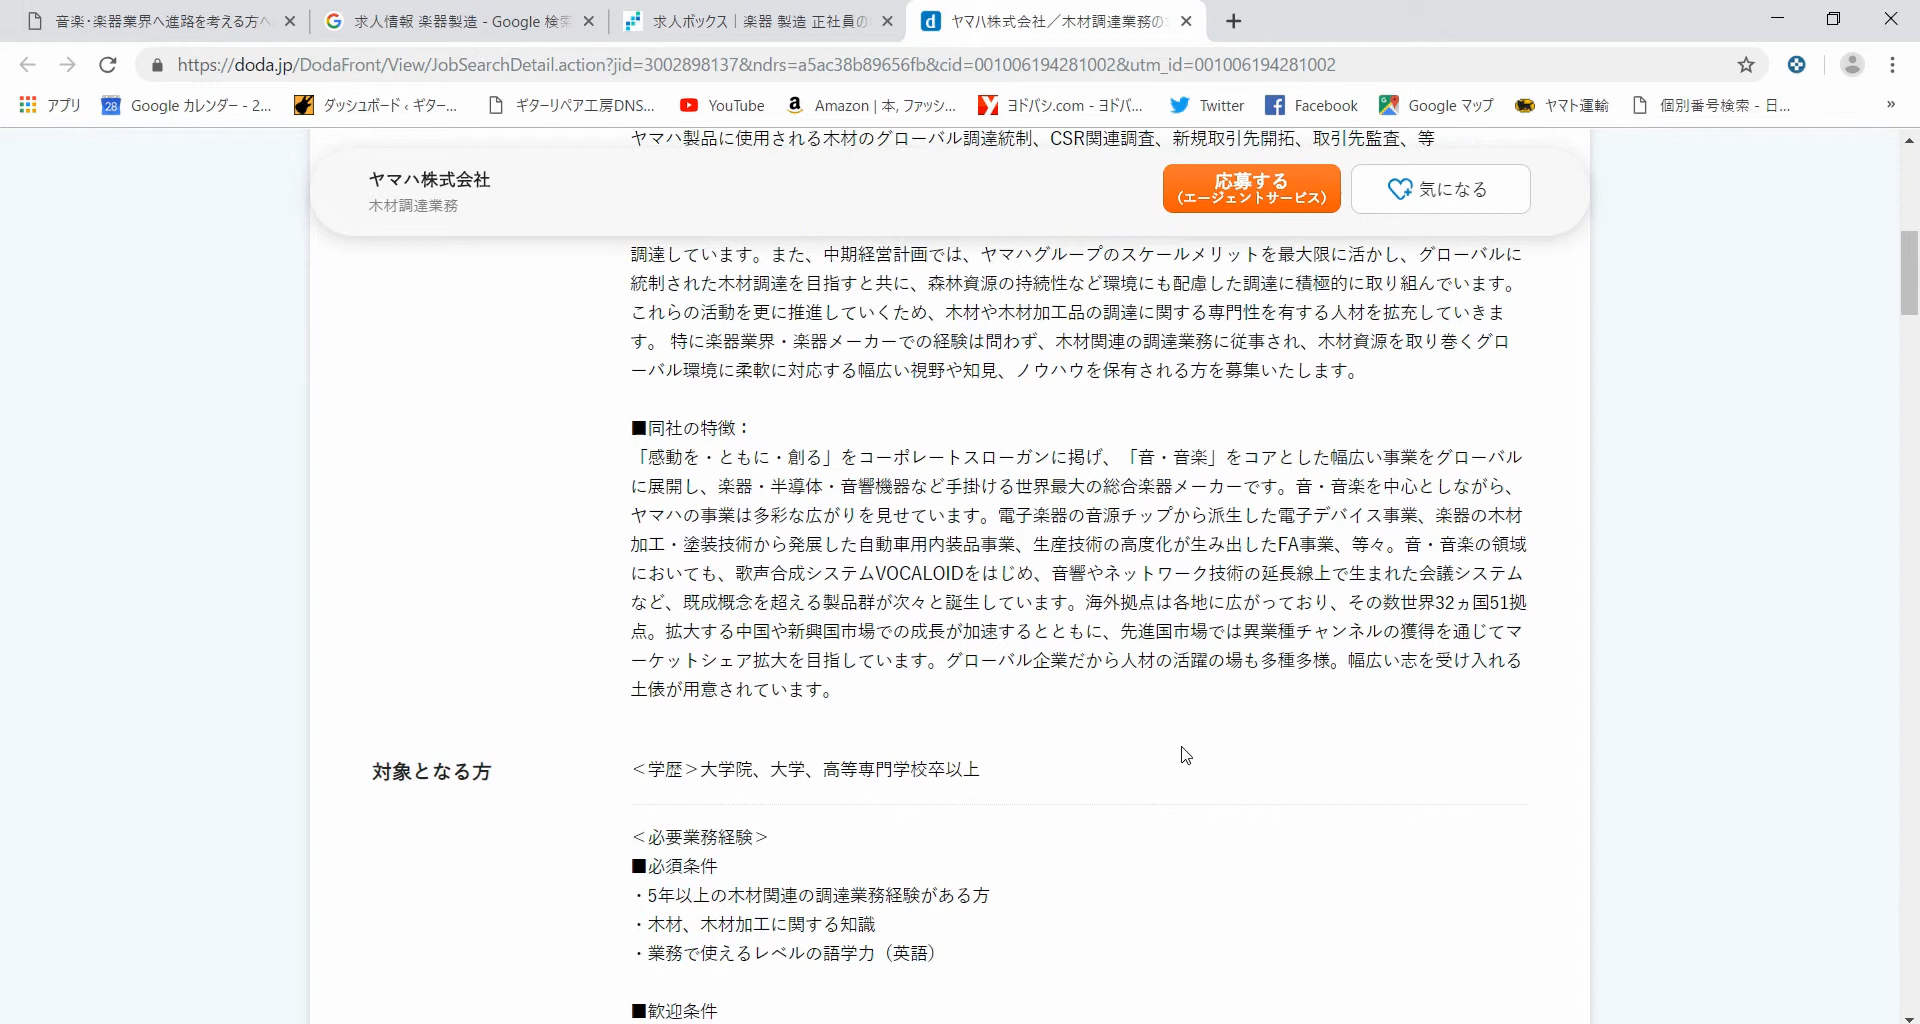 音楽・楽器業界へ進路を考える方へ
求人情報 楽器製造 - Google 検索
求人ボックス｜楽器 製造 正社員の
ヤマハ株式会社／木材調達業務の
https://doda.jp/DodaFront/View/JobSearchDetail.action?jid=3002898137&ndrs=a5ac38b89656fb&cid=001006194281002&utm_id=001006194281002
アプリ
28
Google カレンダー - 2...
ダッシュボード ‹ ギター...
ギターリペア工房DNS...
YouTube
Amazon | 本, ファッシ...
ヨドバシ.com - ヨドバ...
Twitter
Facebook
Google マップ
ヤマト運輸
個別番号検索 - 日...
»
ヤマハ製品に使用される木材のグローバル調達統制、CSR関連調査、新規取引先開拓、取引先監査、等
ヤマハ株式会社
木材調達業務
応募する
（エージェントサービス）
気になる
調達しています。また、中期経営計画では、ヤマハグループのスケールメリットを最大限に活かし、グローバルに
統制された木材調達を目指すと共に、森林資源の持続性など環境にも配慮した調達に積極的に取り組んでいます。
これらの活動を更に推進していくため、木材や木材加工品の調達に関する専門性を有する人材を拡充していきま
す。 特に楽器業界・楽器メーカーでの経験は問わず、木材関連の調達業務に従事され、木材資源を取り巻くグロ
ーバル環境に柔軟に対応する幅広い視野や知見、ノウハウを保有される方を募集いたします。
■同社の特徴：
「感動を・ともに・創る」をコーポレートスローガンに掲げ、「音・音楽」をコアとした幅広い事業をグローバル
に展開し、楽器・半導体・音響機器など手掛ける世界最大の総合楽器メーカーです。音・音楽を中心としながら、
ヤマハの事業は多彩な広がりを見せています。電子楽器の音源チップから派生した電子デバイス事業、楽器の木材
加工・塗装技術から発展した自動車用内装品事業、生産技術の高度化が生み出したFA事業、等々。音・音楽の領域
においても、歌声合成システムVOCALOIDをはじめ、音響やネットワーク技術の延長線上で生まれた会議システム
など、既成概念を超える製品群が次々と誕生しています。海外拠点は各地に広がっており、その数世界32ヵ国51拠
点。拡大する中国や新興国市場での成長が加速するとともに、先進国市場では異業種チャンネルの獲得を通じてマ
ーケットシェア拡大を目指しています。グローバル企業だから人材の活躍の場も多種多様。幅広い志を受け入れる
土俵が用意されています。
対象となる方
＜学歴＞大学院、大学、高等専門学校卒以上
＜必要業務経験＞
■必須条件
・5年以上の木材関連の調達業務経験がある方
・木材、木材加工に関する知識
・業務で使えるレベルの語学力（英語）
■歓迎条件